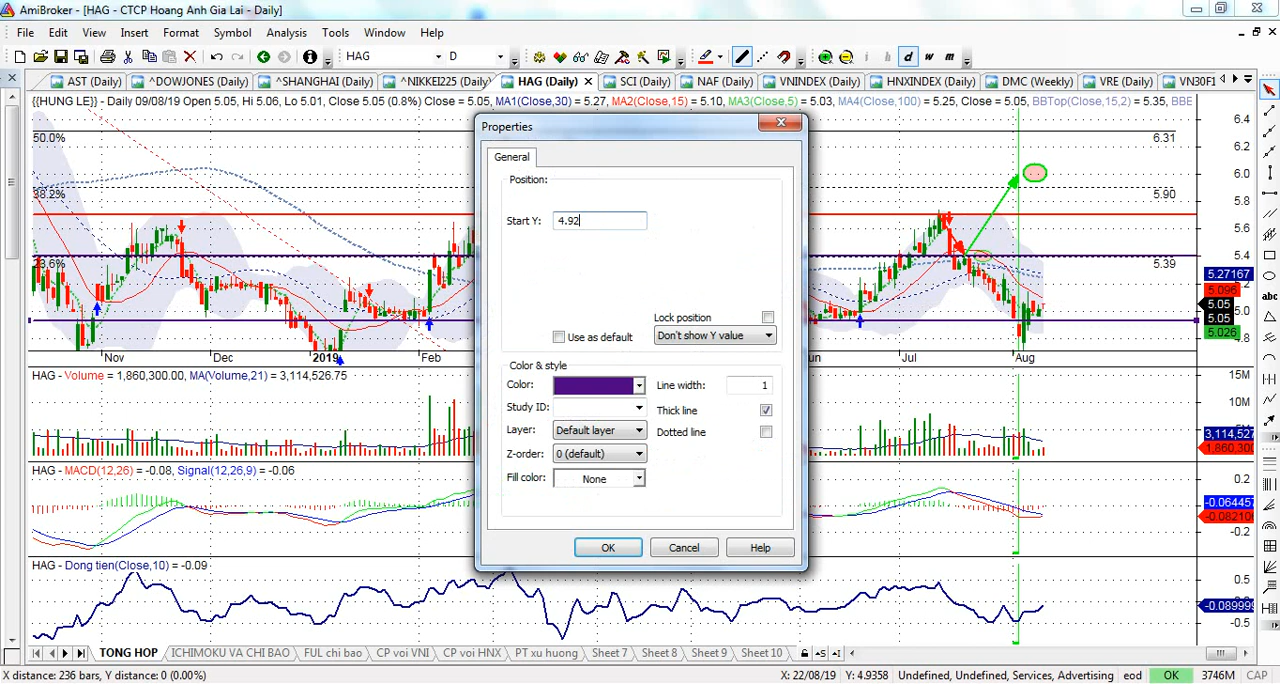 AmiBroker - [HAG - CTCP Hoang Anh Gia Lai - Daily]
File Edit View Insert Format Symbol Analysis Tools Window Help
HAG D i h d w m
AST (Daily) ^DOWJONES (Daily) ^SHANGHAI (Daily) ^NIKKEI225 (Daily) HAG (Daily) SCI (Daily) NAF (Daily) VNINDEX (Daily) HNXINDEX (Daily) DMC (Weekly) VRE (Daily) VN30F1
{{HUNG LE}} - Daily 09/08/19 Open 5.05, Hi 5.06, Lo 5.01, Close 5.05 (0.8%) Close = 5.05, MA1(Close,30) = 5.27, MA2(Close,15) = 5.10, MA3(Close,5) = 5.03, MA4(Close,100) = 5.25, BBTop(Close,15,2) = 5.35, BBE
50.0%
38.2%
23.6%
6.31
5.90
5.39
6.4
6.2
6.0
5.8
5.6
5.4
5.27167
5.096
5.05
5.05
5.026
4.8
Properties
General
Position:
Start Y: 4.92
Lock position
Use as default Don't show Y value
Color & style
Color: Line width: 1
Study ID: Thick line
Layer: Default layer Dotted line
Z-order: 0 (default)
Fill color: None
OK Cancel Help
Nov Dec 2019 Feb Jul Aug
HAG - Volume = 1,860,300.00, MA(Volume,21) = 3,114,526.75
15M
10M
3,114,527
1,860,300
HAG - MACD(12,26) = -0.08, Signal(12,26,9) = -0.06
0.2
-0.06445
-0.08210
-0.2
HAG - Dong tien(Close,10) = -0.09
0.5
-0.089999
-0.5
TONG HOP ICHIMOKU VA CHI BAO FUL chi bao CP voi VNI CP voi HNX PT xu huong Sheet 7 Sheet 8 Sheet 9 Sheet 10
X distance: 236 bars, Y distance: 0 (0.00%) X: 22/08/19 Y: 4.9358 Undefined, Undefined, Services, Advertising eod OK 3746M CAP
abc